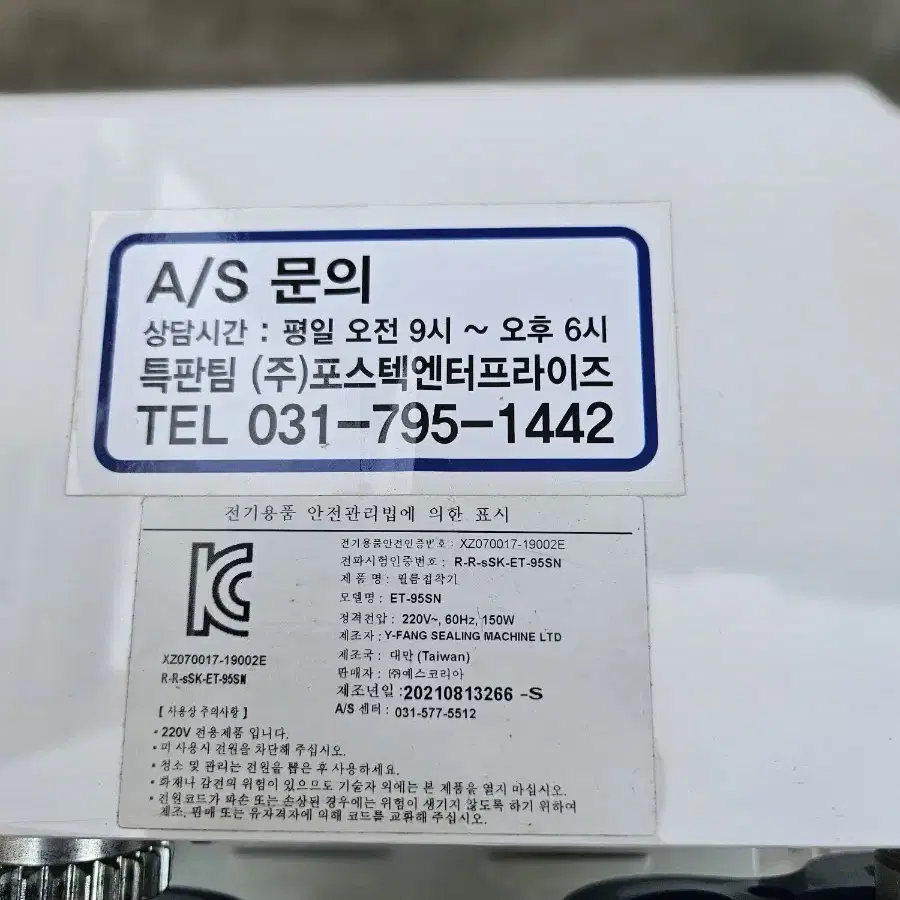 A/S 문의
상담시간 : 평일 오전 9시 ~ 오후 6시
특판팀 (주)포스텍엔터프라이즈
TEL 031-795-1442
전기용품 안전관리법에 의한 표시
전기용품안전인증번호 : XZ070017-19002E
전파시험인증번호 : R-R-sSK-ET-95SN
제 품 명 : 필름접착기
모델명 : ET-95SN
정격전압 : 220V~, 60Hz, 150W
제조자 : Y-FANG SEALING MACHINE LTD
제조국 : 대만 (Taiwan)
판매자 : ㈜예스코리아
제조년일 : 20210813266 -S
A/S 센터 : 031-577-5512
XZ070017-19002E
R-R-sSK-ET-95SN
[ 사용상 주의사항 ]
• 220V 전용제품 입니다.
• 미 사용시 전원을 차단해 주십시오.
• 청소 및 관리는 전원을 뽑은 후 사용하세요.
• 화재나 감전의 위험이 있으므로 기술자 외에는 본 제품을 열지 마십시오.
• 전원코드가 파손 또는 손상된 경우에는 위험이 생기지 않도록 하기 위하여
제조, 판매 또는 유자격자에 의해 코드를 교환해 주십시오.